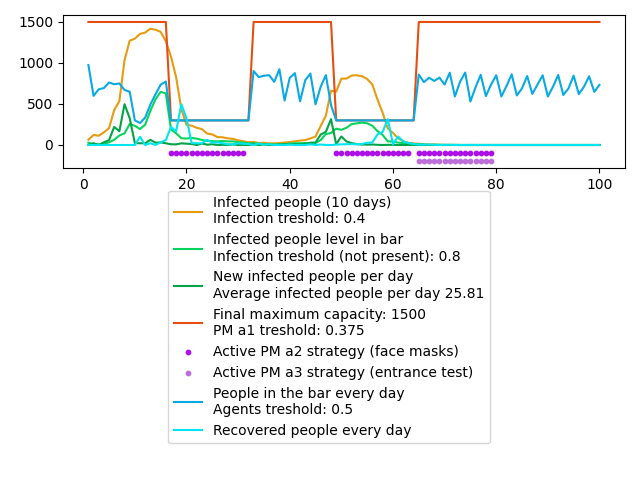 1500
1000
500
0
0 20 40 60 80 100
Infected people (10 days)
Infection treshold: 0.4
Infected people level in bar
Infection treshold (not present): 0.8
New infected people per day
Average infected people per day 25.81
Final maximum capacity: 1500
PM a1 treshold: 0.375
Active PM a2 strategy (face masks)
Active PM a3 strategy (entrance test)
People in the bar every day
Agents treshold: 0.5
Recovered people every day